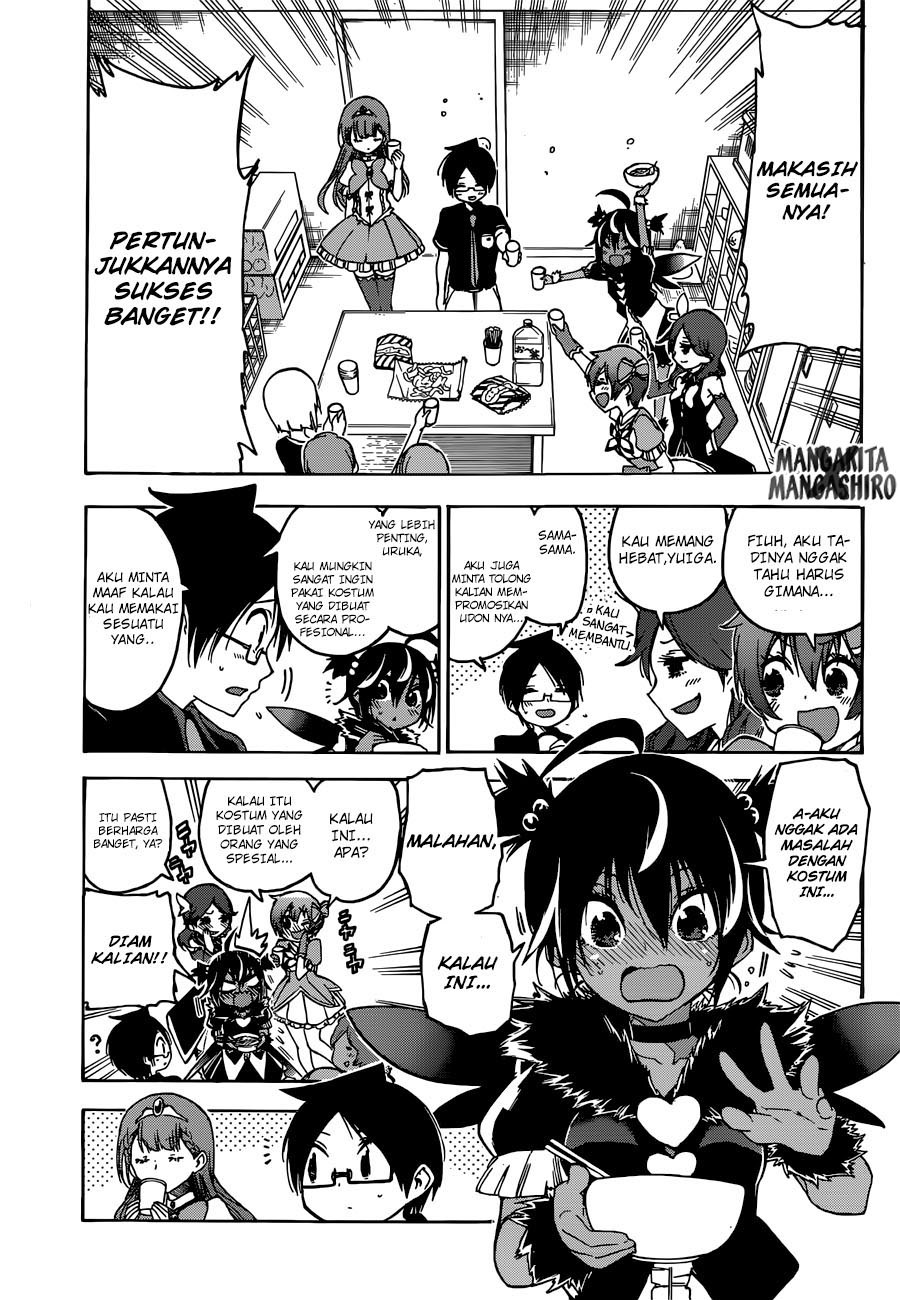 MAKASIH
SEMUA-
NYA!
PERTUN-
JUKKANNYA
SUKSES
BANGET!!
MANGAKITA
MANGASHIRO
FIUH, AKU TA-
DINYA NGGAK
TAHU HARUS
GIMANA...
KAU MEMANG
HEBAT,YUIGA.
KAU
SANGAT
MEMBANTU.
SAMA-
SAMA.
AKU JUGA
MINTA TOLONG
KALIAN MEM-
PROMOSIKAN
UDON NYA...
YANG LEBIH
PENTING,
URUKA,
KAU MUNGKIN
SANGAT INGIN
PAKAI KOSTUM
YANG DIBUAT
SECARA PRO-
FESIONAL...
AKU MINTA
MAAF KALAU
KAU MEMAKAI
SESUATU
YANG..
A-AKU
NGGAK ADA
MASALAH
DENGAN
KOSTUM
INI...
MALAHAN,
KALAU
INI...
KALAU
INI...
APA?
KALAU ITU
KOSTUM YANG
DIBUAT OLEH
ORANG YANG
SPESIAL...
ITU PASTI
BERHARGA
BANGET, YA?
DIAM
KALIAN!!
?